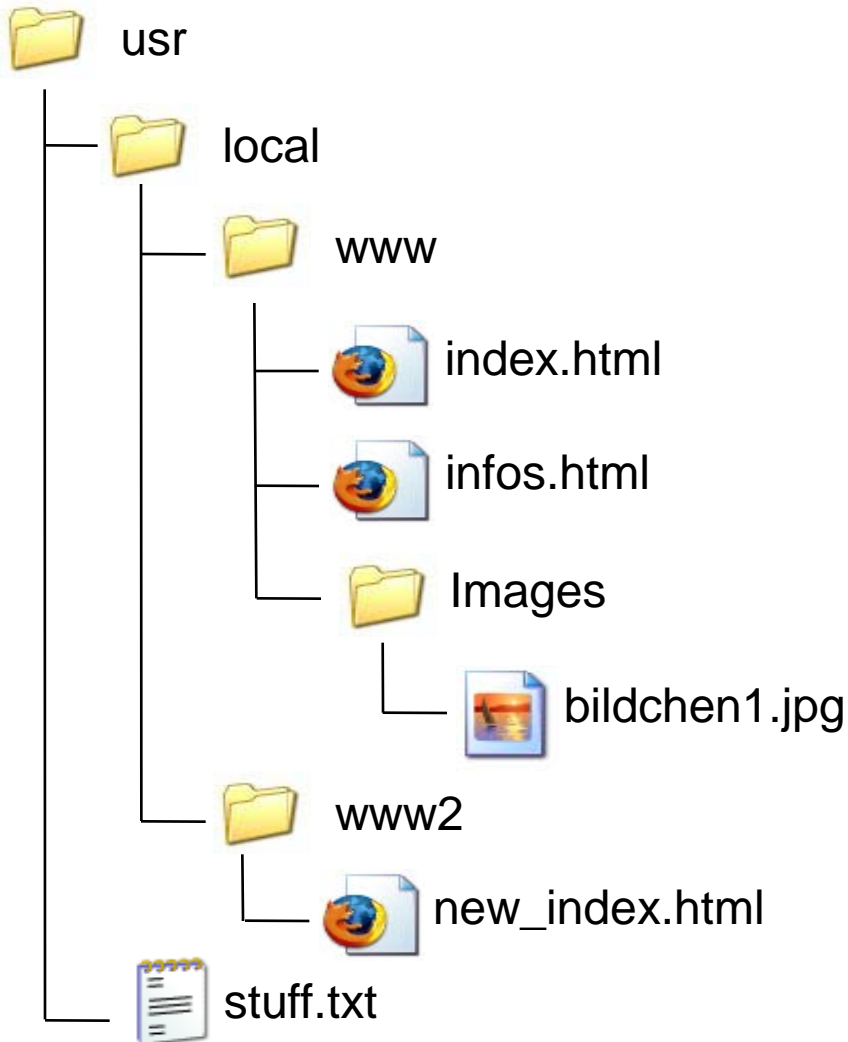 usr
local
www
index.html
infos.html
Images
bildchen1.jpg
www2
new_index.html
stuff.txt